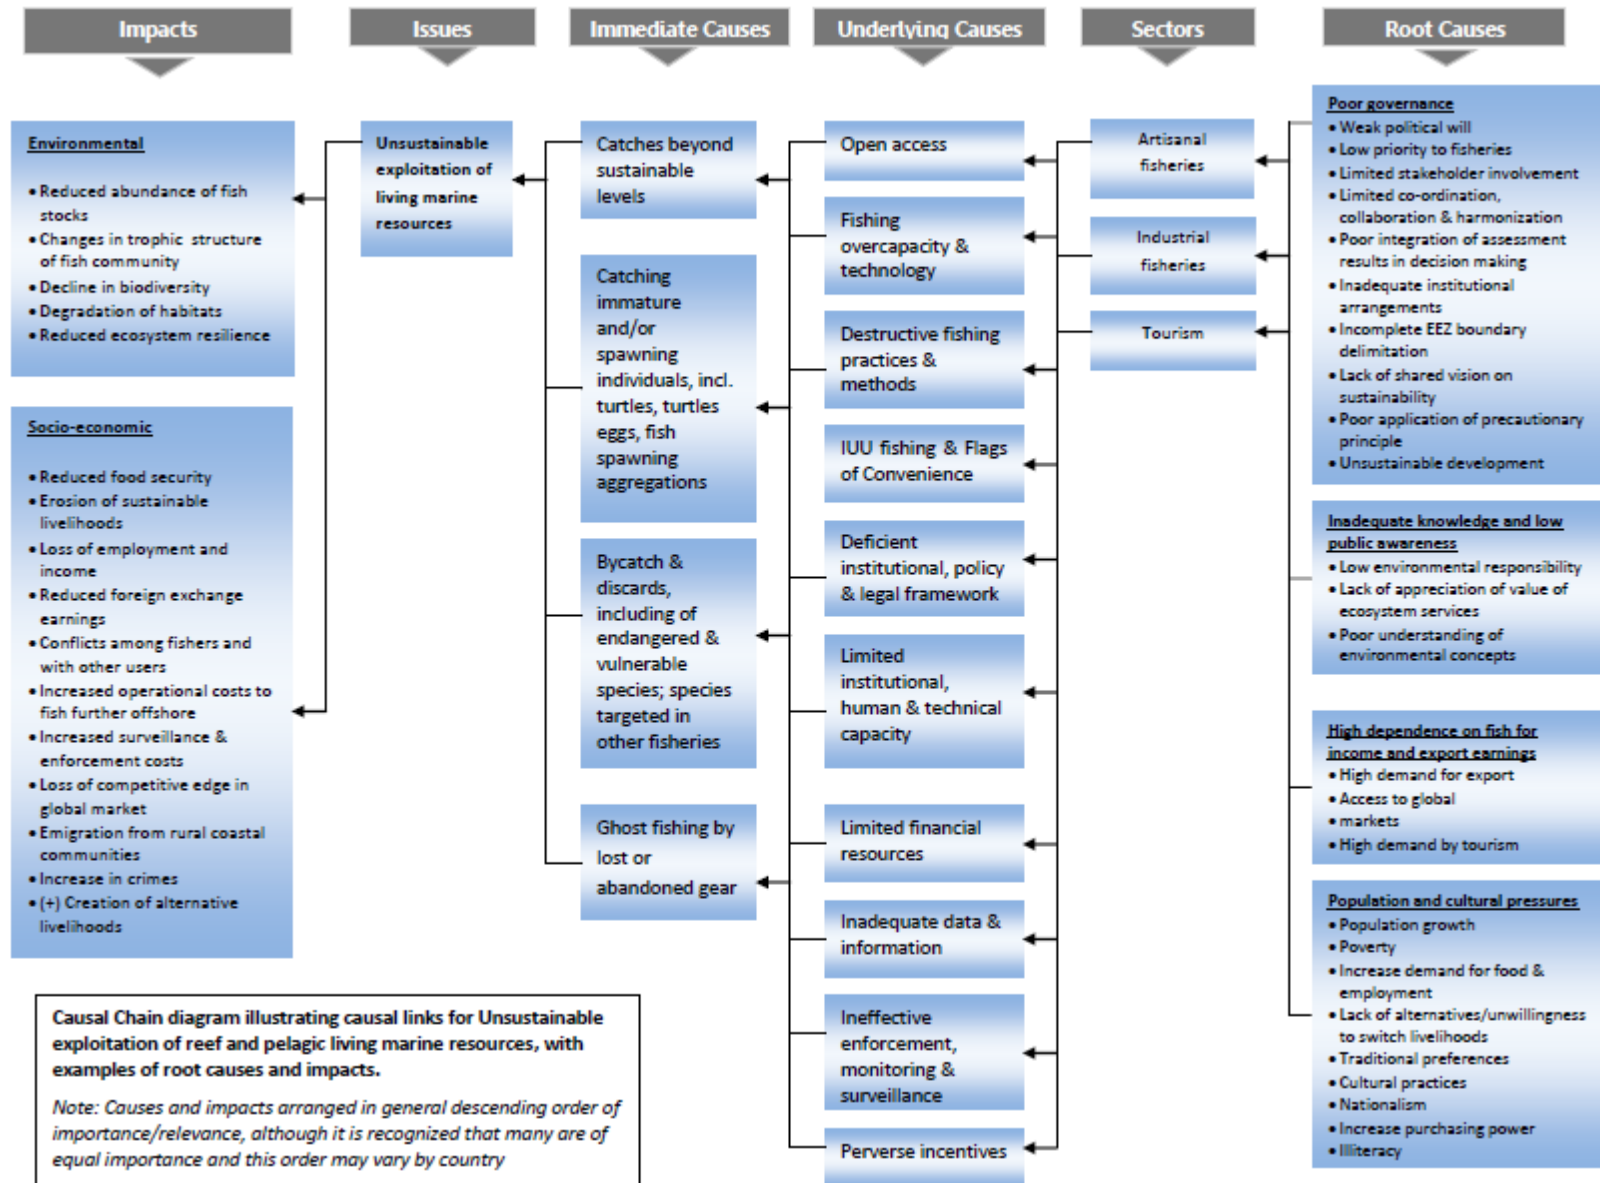 Impacts
Issues
Immediate Causes
Underlying Causes
Sectors
Root Causes
Environmental
• Reduced abundance of fish
stocks
• Changes in trophic structure
of fish community
• Decline in biodiversity
• Degradation of habitats
• Reduced ecosystem resilience
Socio-economic
• Reduced food security
• Erosion of sustainable
livelihoods
• Loss of employment and
income
• Reduced foreign exchange
earnings
• Conflicts among fishers and
with other users
• Increased operational costs to
fish further offshore
• Increased surveillance &
enforcement costs
• Loss of competitive edge in
global market
• Emigration from rural coastal
communities
• Increase in crimes
• (+) Creation of alternative
livelihoods
Unsustainable
exploitation of
living marine
resources
Catches beyond
sustainable
levels
Catching
immature
and/or
spawning
individuals, incl.
turtles, turtles
eggs, fish
spawning
aggregations
Bycatch &
discards,
including of
endangered &
vulnerable
species; species
targeted in
other fisheries
Ghost fishing by
lost or
abandoned gear
Open access
Fishing
overcapacity &
technology
Destructive fishing
practices &
methods
IUU fishing & Flags
of Convenience
Deficient
institutional, policy
& legal framework
Limited
institutional,
human & technical
capacity
Limited financial
resources
Inadequate data &
information
Ineffective
enforcement,
monitoring &
surveillance
Perverse incentives
Artisanal
fisheries
Industrial
fisheries
Tourism
Poor governance
• Weak political will
• Low priority to fisheries
• Limited stakeholder involvement
• Limited co-ordination,
collaboration & harmonization
• Poor integration of assessment
results in decision making
• Inadequate institutional
arrangements
• Incomplete EEZ boundary
delimitation
• Lack of shared vision on
sustainability
• Poor application of precautionary
principle
• Unsustainable development
Inadequate knowledge and low
public awareness
• Low environmental responsibility
• Lack of appreciation of value of
ecosystem services
• Poor understanding of
environmental concepts
High dependence on fish for
income and export earnings
• High demand for export
• Access to global
• markets
• High demand by tourism
Population and cultural pressures
• Population growth
• Poverty
• Increase demand for food &
employment
• Lack of alternatives/unwillingness
to switch livelihoods
• Traditional preferences
• Cultural practices
• Nationalism
• Increase purchasing power
• Illiteracy
Causal Chain diagram illustrating causal links for Unsustainable
exploitation of reef and pelagic living marine resources, with
examples of root causes and impacts.
Note: Causes and impacts arranged in general descending order of
importance/relevance, although it is recognized that many are of
equal importance and this order may vary by country